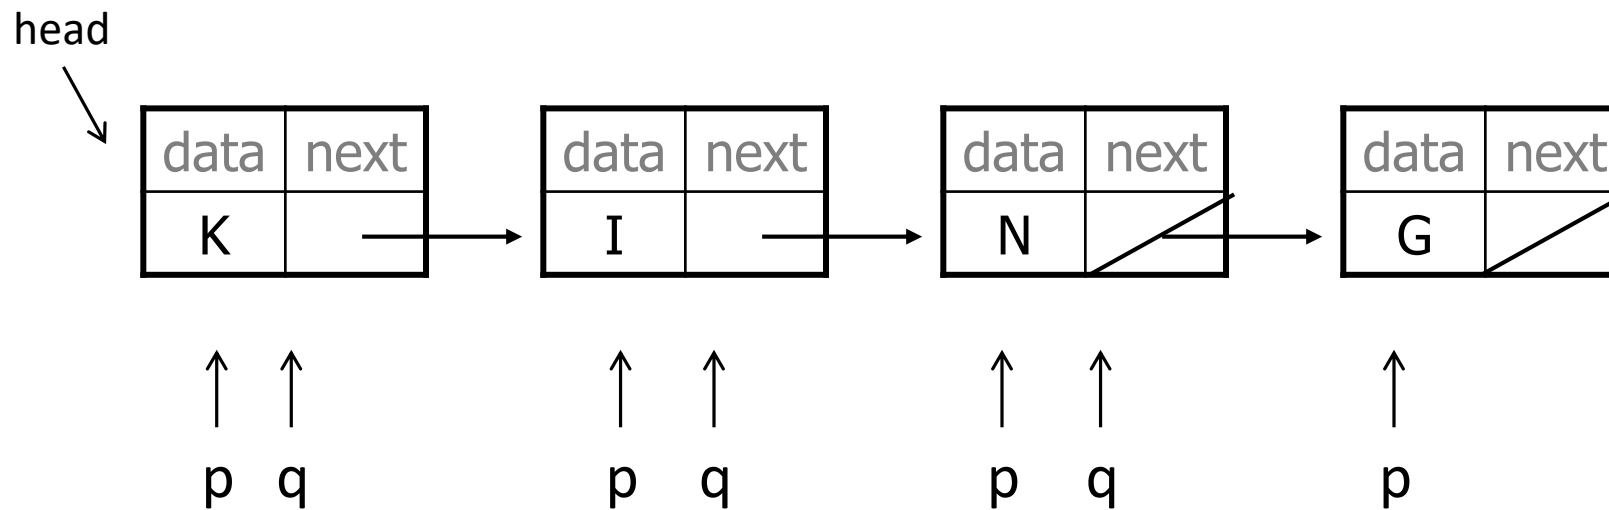 head
data next data next data next data next
K I N G
p q p q p q p